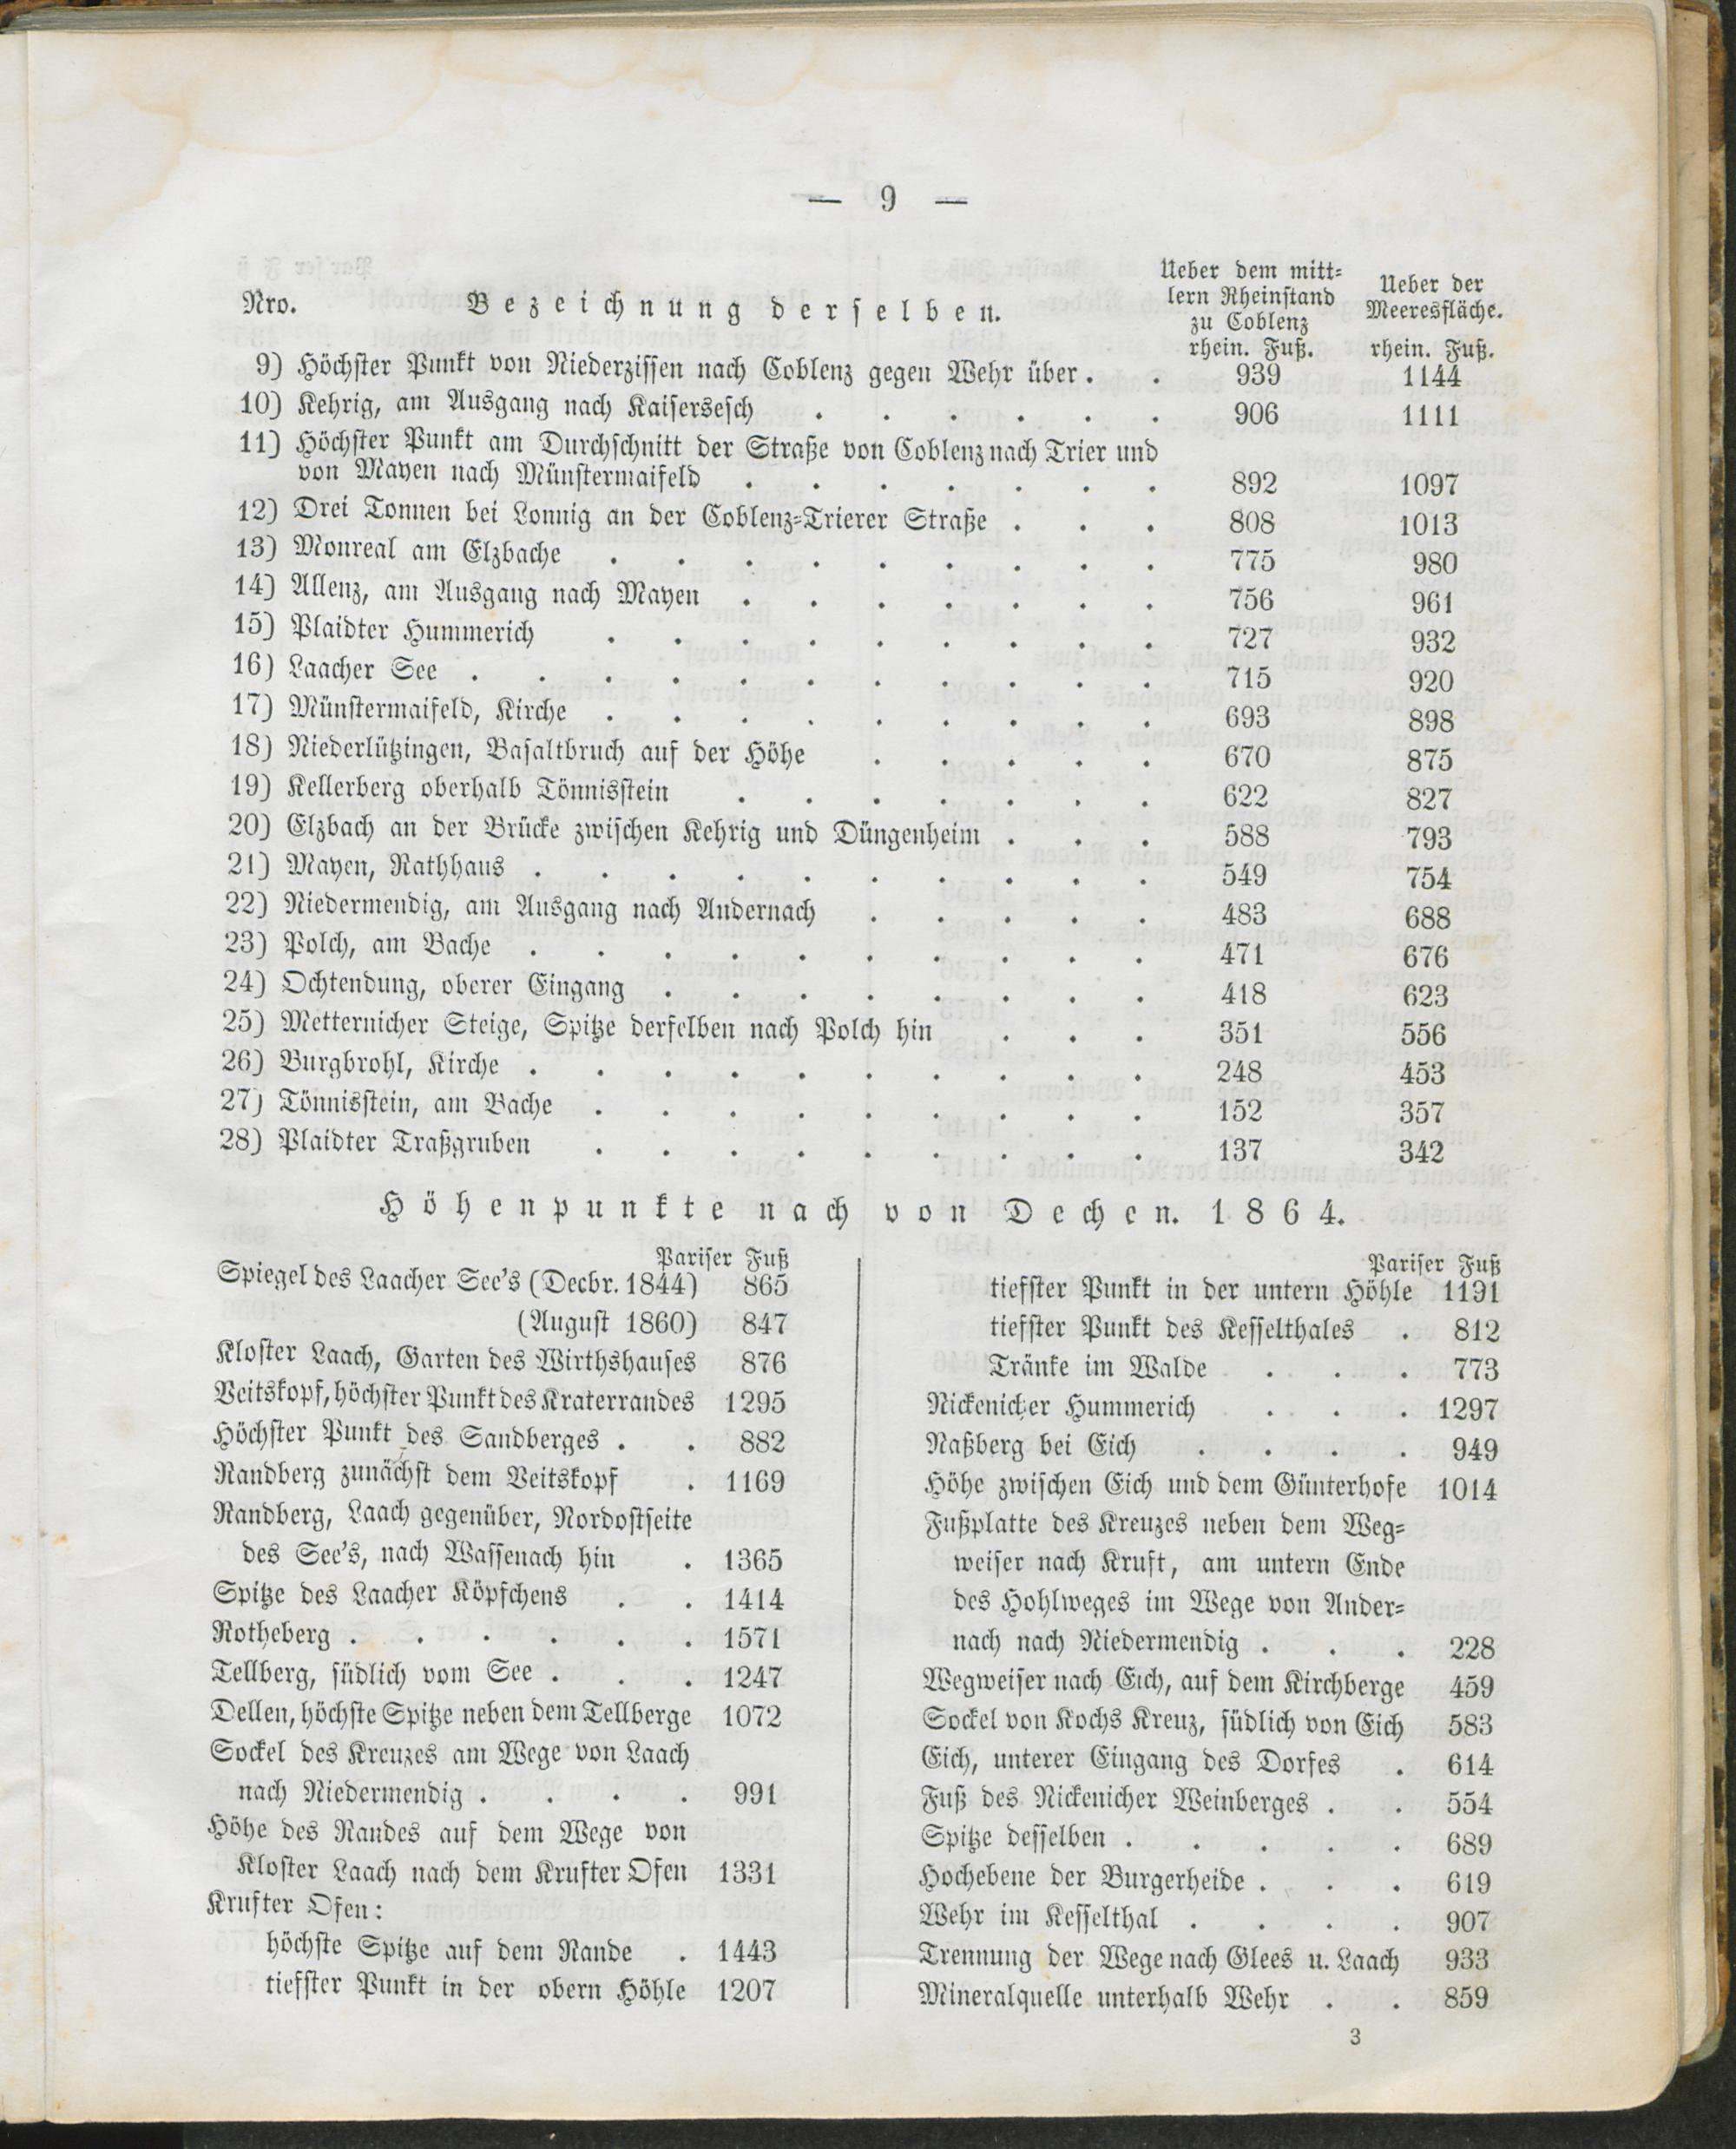 — 9 —
Nro. Bezeichnung derselben. Ueber dem mitt-
lern Rheinstand
zu Coblenz
rhein. Fuß. Ueber der
Meeresfläche.
rhein. Fuß.
9) Höchster Punkt von Niederzissen nach Coblenz gegen Wehr über . . 939 1144
10) Kehrig, am Ausgang nach Kaisersesch . . . . . . 906 1111
11) Höchster Punkt am Durchschnitt der Straße von Coblenz nach Trier und
von Mayen nach Münstermaifeld . . . . . . . 892 1097
12) Drei Tonnen bei Lonnig an der Coblenz-Trierer Straße . . . 808 1013
13) Monreal am Elzbache . . . . . . . . . 775 980
14) Allenz, am Ausgang nach Mayen . . . . . . . 756 961
15) Plaidter Hummerich . . . . . . . . . 727 932
16) Laacher See . . . . . . . . . . . 715 920
17) Münstermaifeld, Kirche . . . . . . . . . 693 898
18) Niederlützingen, Basaltbruch auf der Höhe . . . . . 670 875
19) Kellerberg oberhalb Tönnisstein . . . . . . . 622 827
20) Elzbach an der Brücke zwischen Kehrig und Düngenheim . . . 588 793
21) Mayen, Rathhaus . . . . . . . . . . 549 754
22) Niedermendig, am Ausgang nach Andernach . . . . . 483 688
23) Polch, am Bache . . . . . . . . . . 471 676
24) Ochtendung, oberer Eingang . . . . . . . . 418 623
25) Metternicher Steige, Spitze derselben nach Polch hin . . . 351 556
26) Burgbrohl, Kirche . . . . . . . . . . 248 453
27) Tönnisstein, am Bache . . . . . . . . . 152 357
28) Plaidter Traßgruben . . . . . . . . . 137 342
Höhenpunkte nach von Dechen. 1864.
Pariser Fuß
Spiegel des Laacher See's (Decbr. 1844) 865
(August 1860) 847
Kloster Laach, Garten des Wirthshauses 876
Veitskopf, höchster Punkt des Kraterrandes 1295
Höchster Punkt des Sandberges . . 882
Randberg zunächst dem Veitskopf . 1169
Randberg, Laach gegenüber, Nordostseite
des See's, nach Wassenach hin . 1365
Spitze des Laacher Köpfchens . . 1414
Rotheberg . . . . . . 1571
Tellberg, südlich vom See . . . 1247
Dellen, höchste Spitze neben dem Tellberge 1072
Sockel des Kreuzes am Wege von Laach
nach Niedermendig . . . . 991
Höhe des Randes auf dem Wege von
Kloster Laach nach dem Krufter Ofen 1331
Krufter Ofen:
höchste Spitze auf dem Rande . 1443
tiefster Punkt in der obern Höhle 1207
Pariser Fuß
tiefster Punkt in der untern Höhle 1191
tiefster Punkt des Kesselthales . 812
Tränke im Walde . . . 773
Nickenicher Hummerich . . . 1297
Naßberg bei Eich . . . . 949
Höhe zwischen Eich und dem Günterhofe 1014
Fußplatte des Kreuzes neben dem Weg-
weiser nach Kruft, am untern Ende
des Hohlweges im Wege von Ander-
nach nach Niedermendig . . . 228
Wegweiser nach Eich, auf dem Kirchberge 459
Sockel von Kochs Kreuz, südlich von Eich 583
Eich, unterer Eingang des Dorfes . 614
Fuß des Nickenicher Weinberges . . 554
Spitze desselben . . . . . 689
Hochebene der Burgerheide . . . 619
Wehr im Kesselthal . . . . 907
Trennung der Wege nach Glees u. Laach 933
Mineralquelle unterhalb Wehr . . 859
3